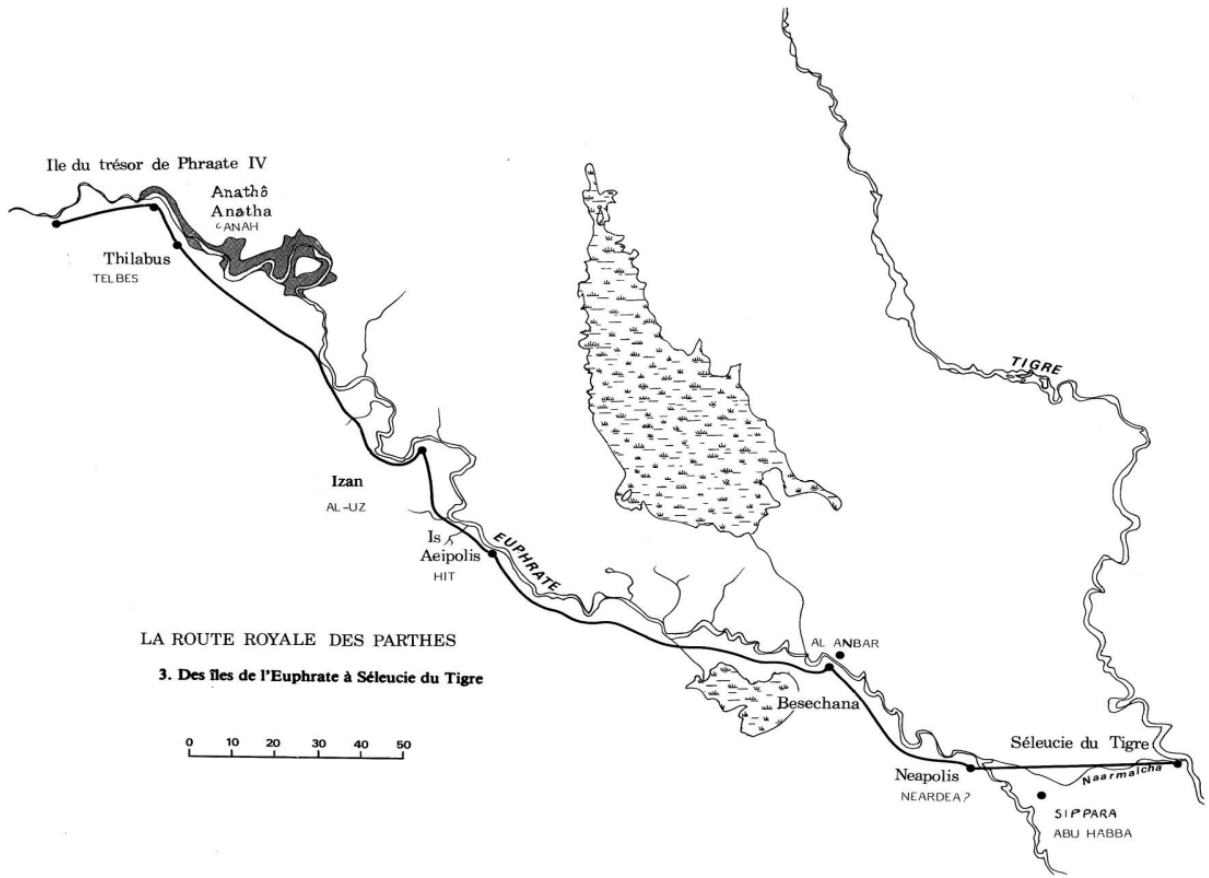 Ile du trésor de Phraate IV
Anathô
Anatha
ʿANAH
Thilabus
TELBES
TIGRE
Izan
AL-UZ
Is
Aeipolis
HIT
EUPHRATE
LA ROUTE ROYALE DES PARTHES
3. Des îles de l'Euphrate à Séleucie du Tigre
AL ANBAR
Besechana
0 10 20 30 40 50
Séleucie du Tigre
Neapolis
NEARDEA?
Naarmalcha
SIPPARA
ABU HABBA